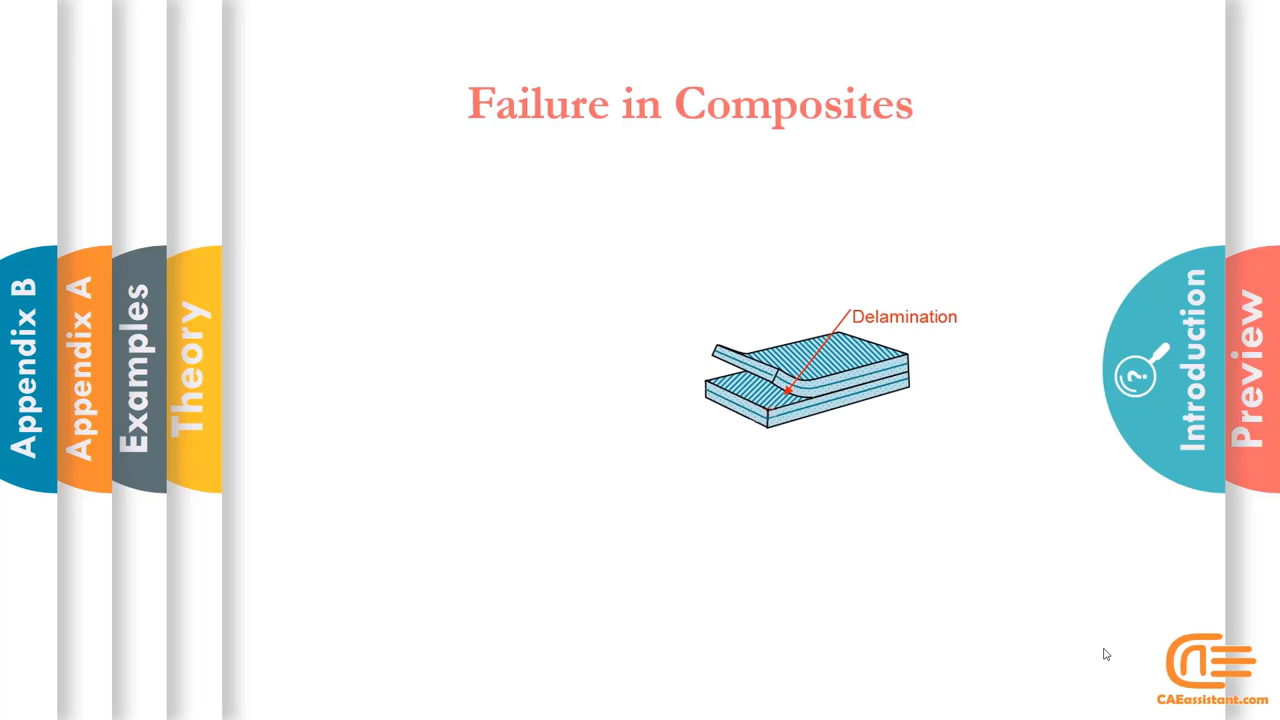 Failure in Composites
Appendix B
Appendix A
Examples
Theory
Delamination
?
Introduction
Preview
CAEassistant.com